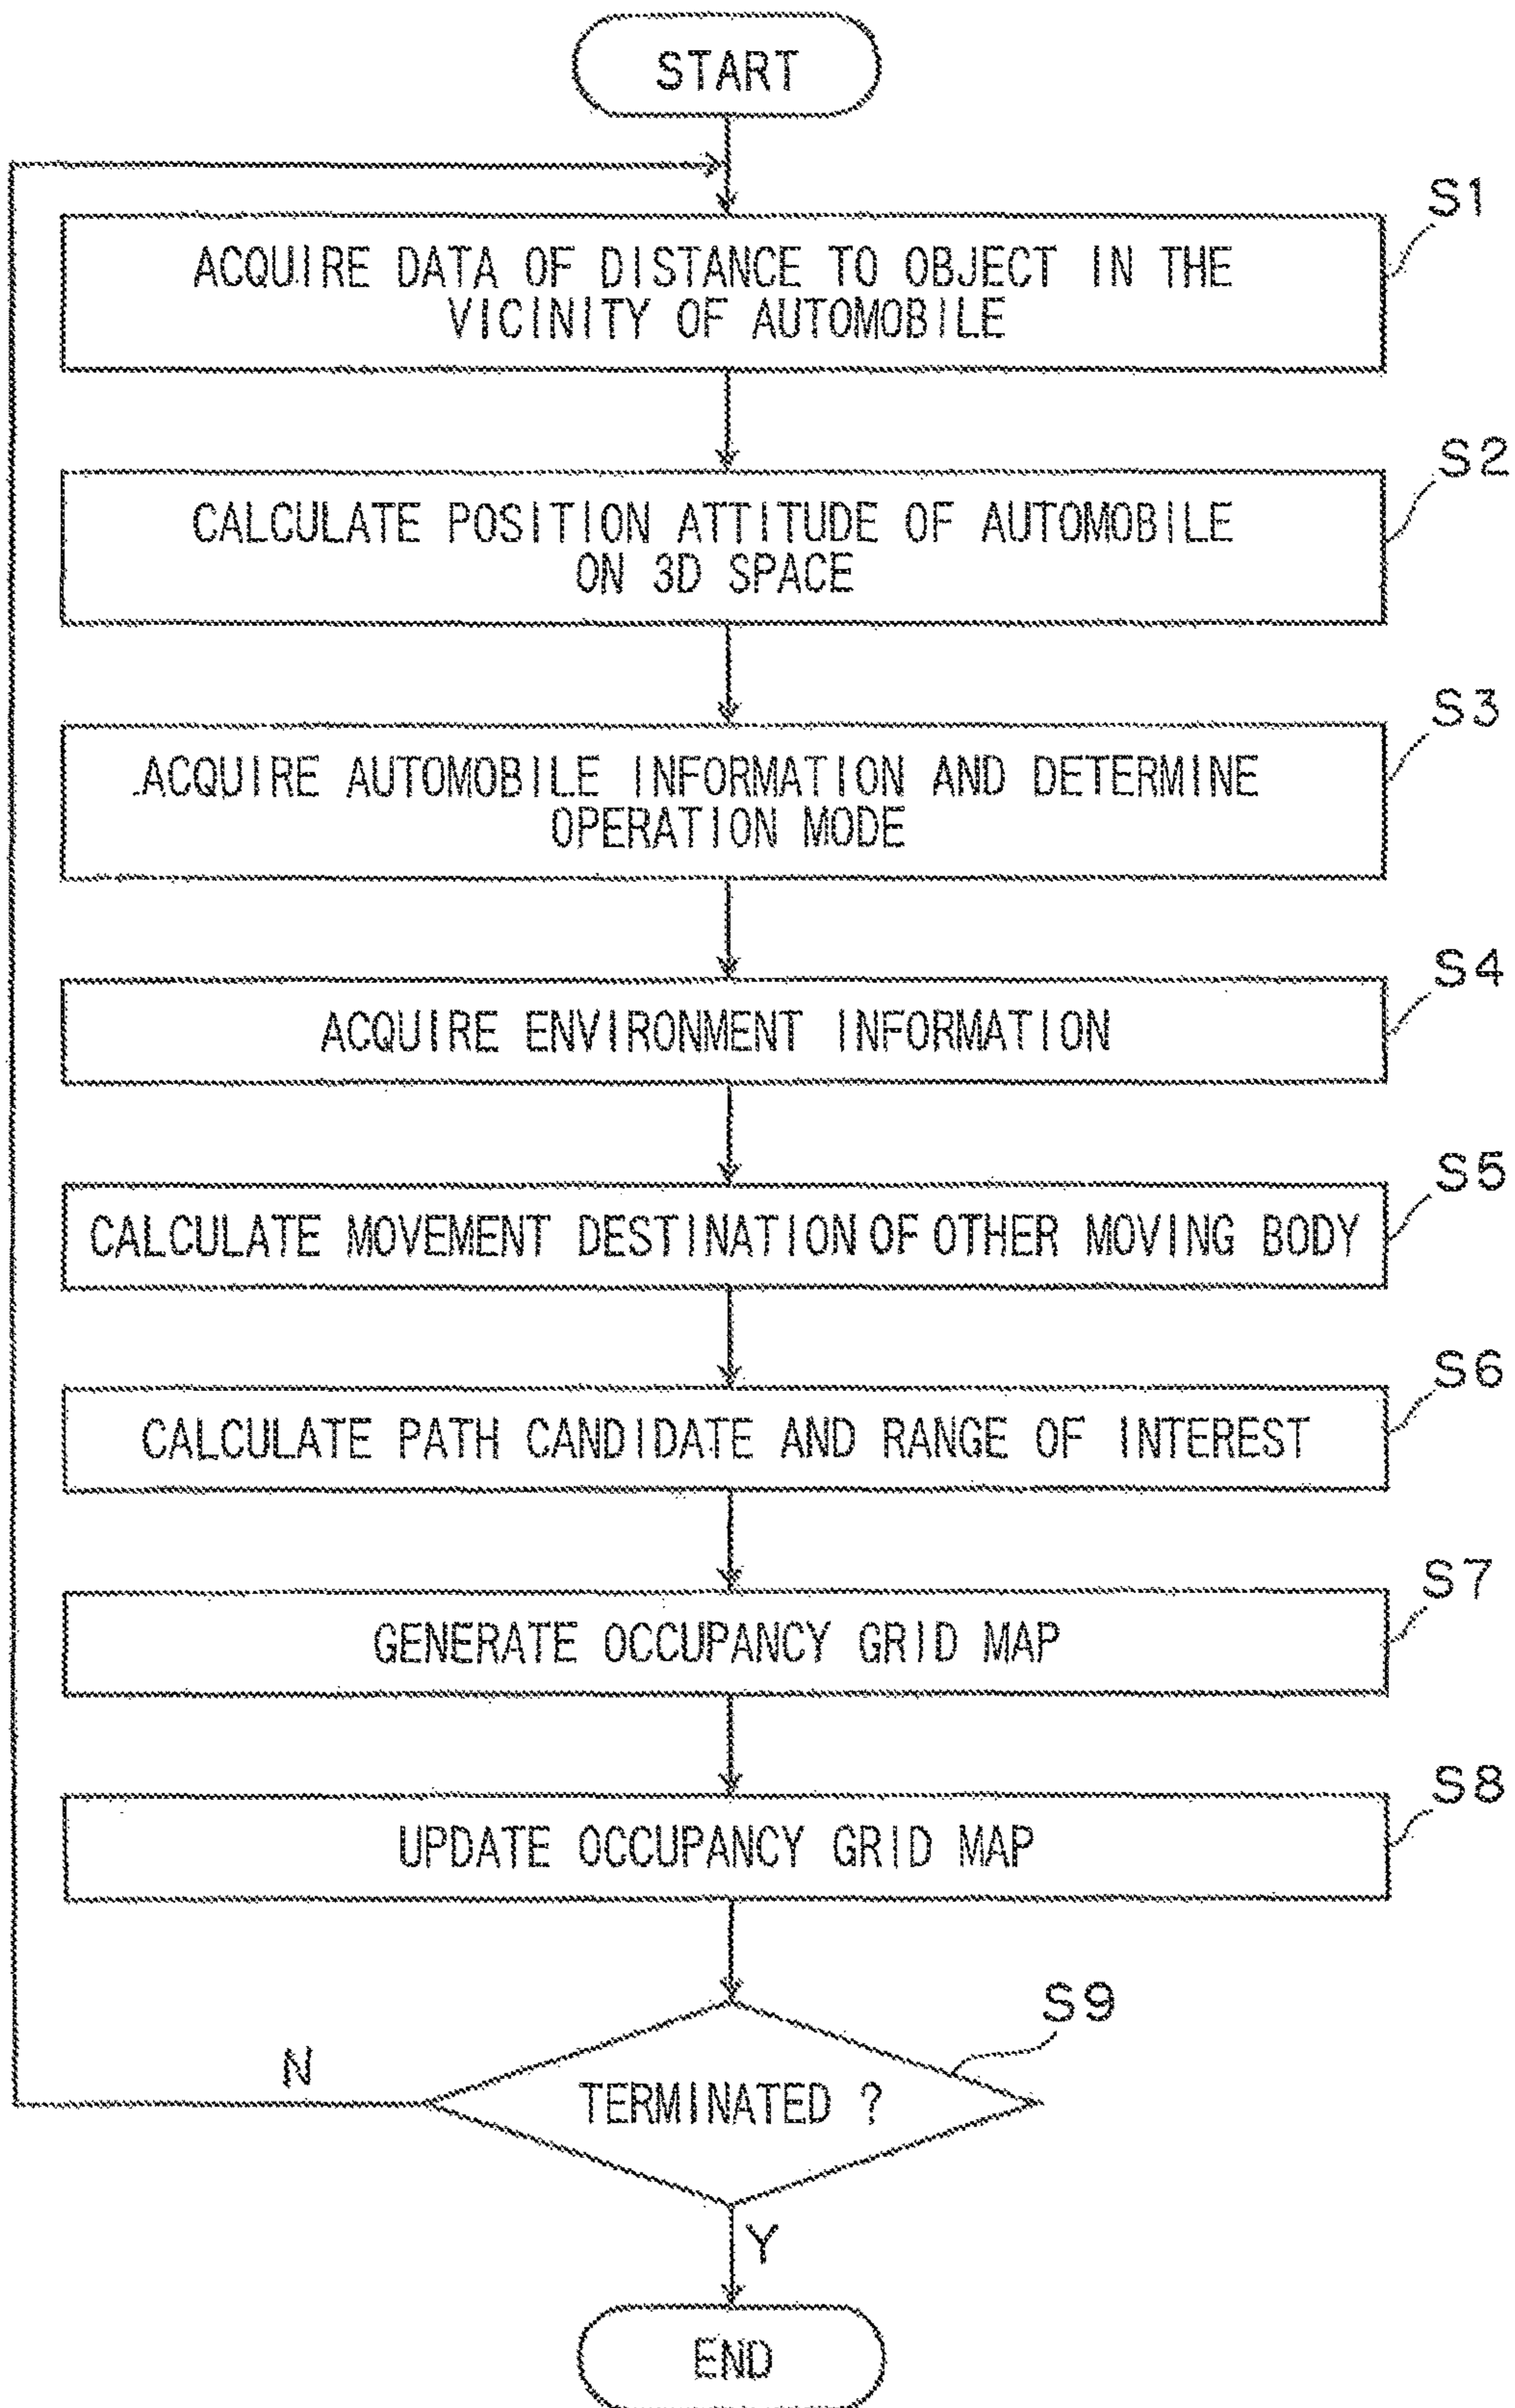 START
S1
ACQUIRE DATA OF DISTANCE TO OBJECT IN THE
VICINITY OF AUTOMOBILE
S2
CALCULATE POSITION ATTITUDE OF AUTOMOBILE
ON 3D SPACE
S3
ACQUIRE AUTOMOBILE INFORMATION AND DETERMINE
OPERATION MODE
S4
ACQUIRE ENVIRONMENT INFORMATION
S5
CALCULATE MOVEMENT DESTINATION OF OTHER MOVING BODY
S6
CALCULATE PATH CANDIDATE AND RANGE OF INTEREST
S7
GENERATE OCCUPANCY GRID MAP
S8
UPDATE OCCUPANCY GRID MAP
S9
N
TERMINATED ?
Y
END